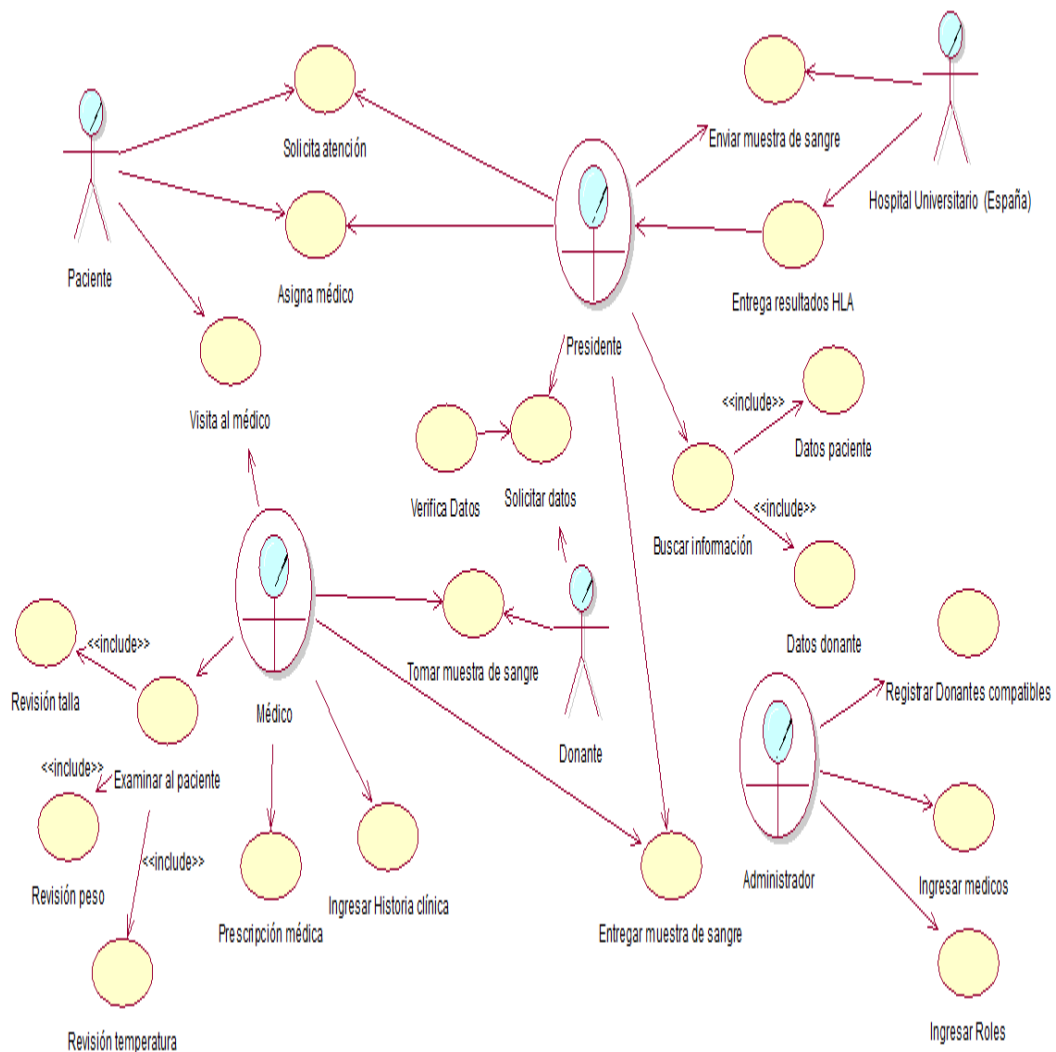 Solicita atención
Enviar muestra de sangre
Hospital Universitario (España)
Paciente
Asigna médico
Entrega resultados HLA
Presidente
Visita al médico
<<include>>
Datos paciente
Verifica Datos
Solicitar datos
<<include>>
Buscar información
Datos donante
<<include>>
Revisión talla
Tomar muestra de sangre
Registrar Donantes compatibles
Médico
Donante
<<include>>
Examinar al paciente
<<include>>
Revisión peso
Prescripción médica
Ingresar Historia clínica
Entregar muestra de sangre
Administrador
Ingresar medicos
Revisión temperatura
Ingresar Roles